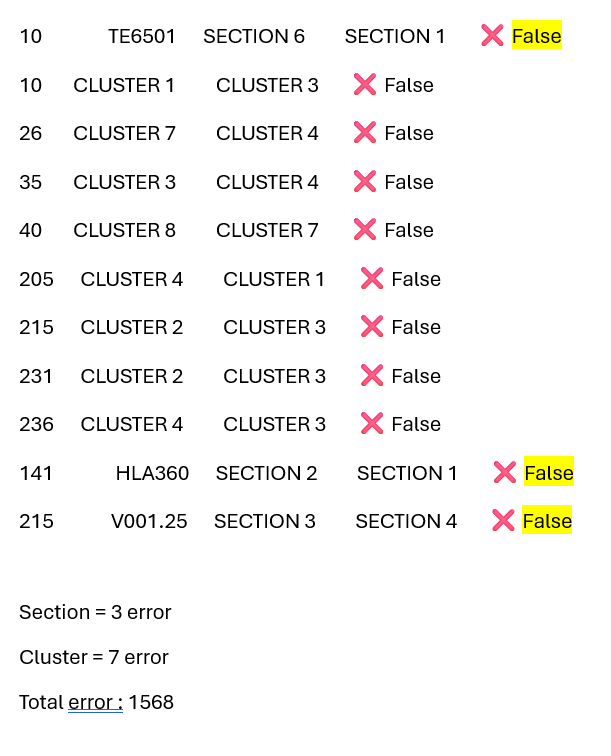 10 TE6501 SECTION 6 SECTION 1 ❌ False
10 CLUSTER 1 CLUSTER 3 ❌ False
26 CLUSTER 7 CLUSTER 4 ❌ False
35 CLUSTER 3 CLUSTER 4 ❌ False
40 CLUSTER 8 CLUSTER 7 ❌ False
205 CLUSTER 4 CLUSTER 1 ❌ False
215 CLUSTER 2 CLUSTER 3 ❌ False
231 CLUSTER 2 CLUSTER 3 ❌ False
236 CLUSTER 4 CLUSTER 3 ❌ False
141 HLA360 SECTION 2 SECTION 1 ❌ False
215 V001.25 SECTION 3 SECTION 4 ❌ False
Section = 3 error
Cluster = 7 error
Total error : 1568